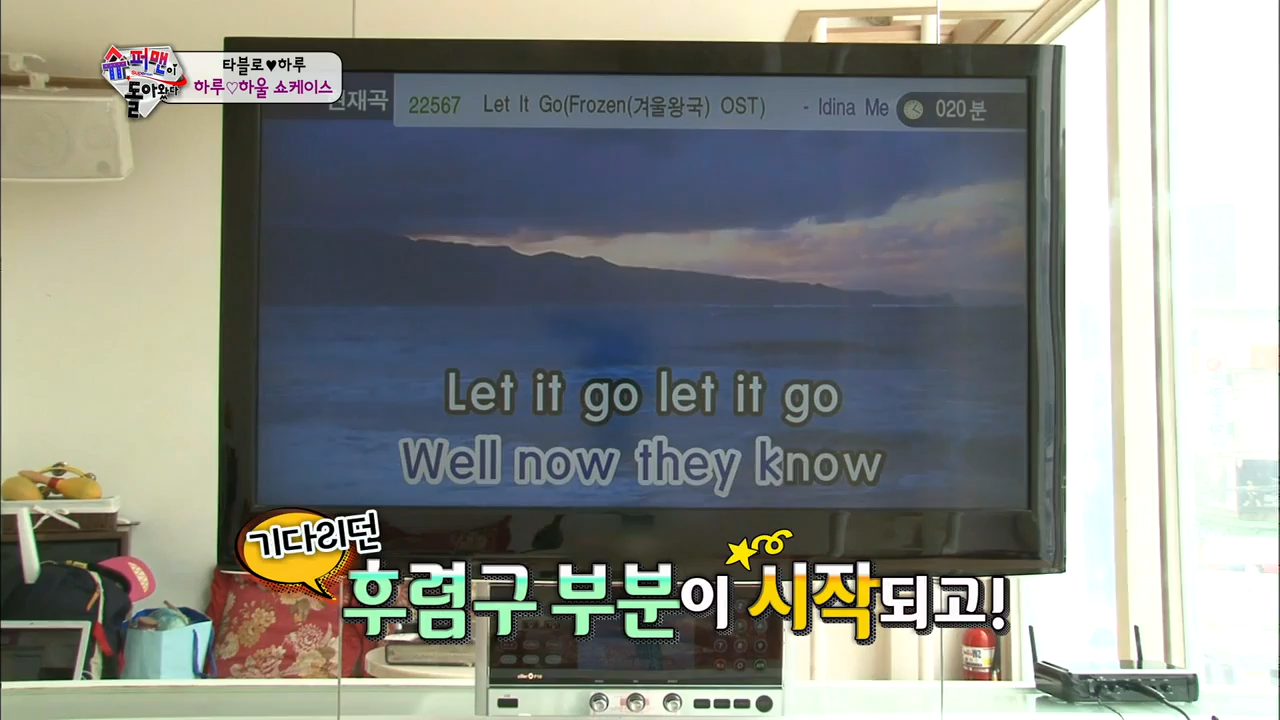 슈퍼맨이
돌아왔다
타블로♥하루
하루♡하울 쇼케이스
현재곡
22567 Let It Go(Frozen(겨울왕국) OST) - Idina Me
020분
Let it go let it go
Well now they know
기다리던
후렴구 부분이 시작되고!